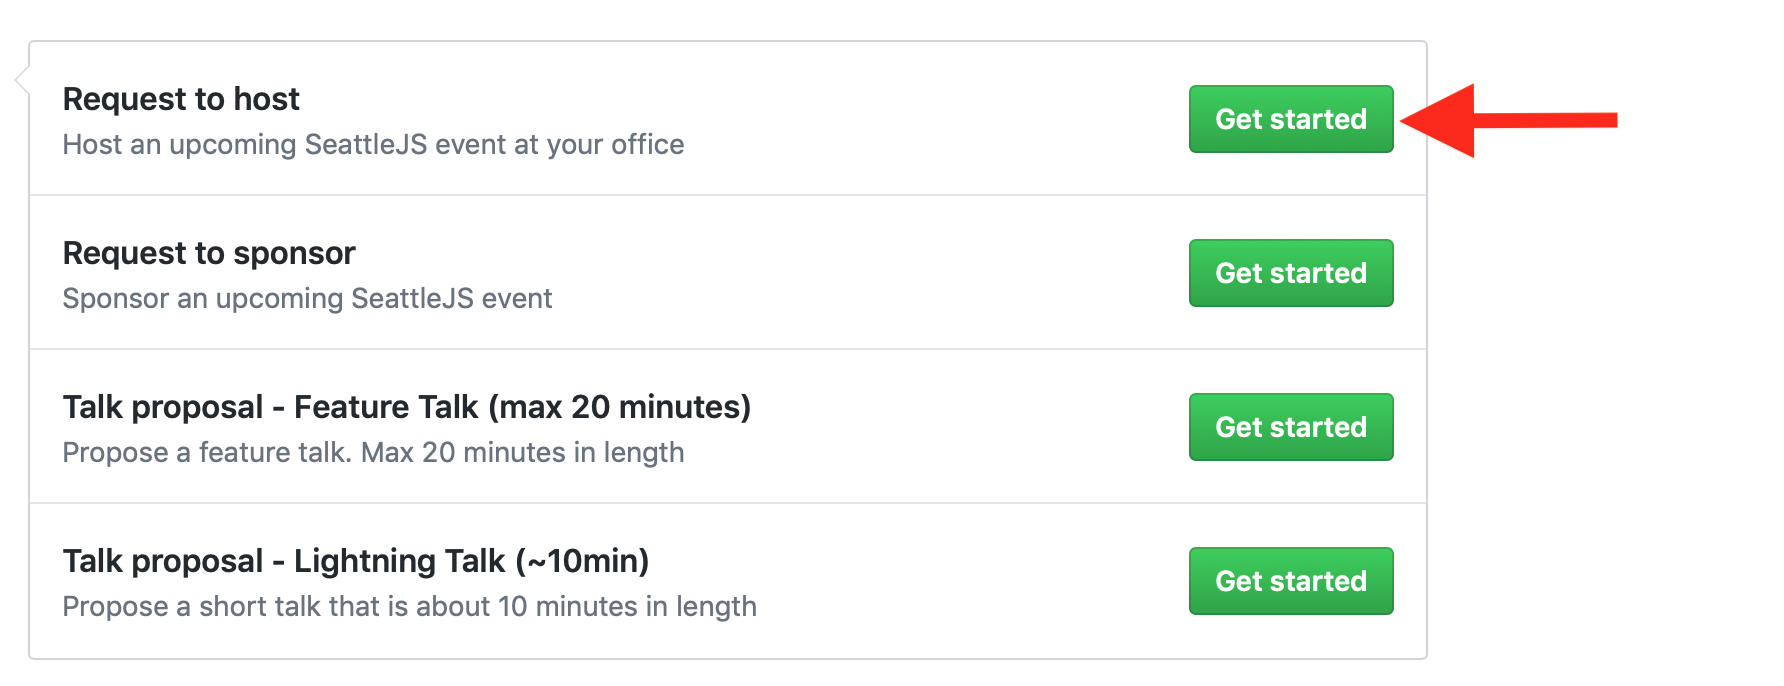 Request to host
Host an upcoming SeattleJS event at your office
Get started
Request to sponsor
Sponsor an upcoming SeattleJS event
Get started
Talk proposal - Feature Talk (max 20 minutes)
Propose a feature talk. Max 20 minutes in length
Get started
Talk proposal - Lightning Talk (~10min)
Propose a short talk that is about 10 minutes in length
Get started